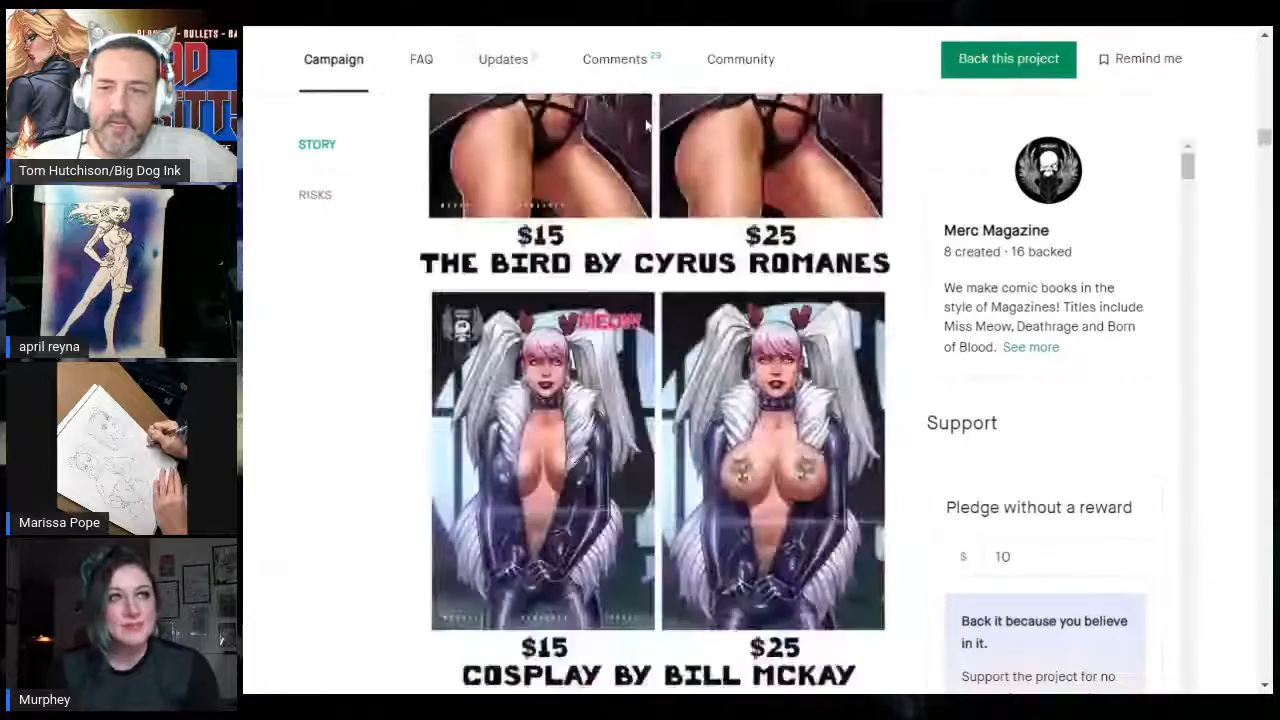 Tom Hutchison/Big Dog Ink
april reyna
Marissa Pope
Murphey
Campaign
FAQ
Updates
Comments 29
Community
Back this project
Remind me
STORY
RISKS
$15
$25
THE BIRD BY CYRUS ROMANES
MEOW
$15
$25
COSPLAY BY BILL MCKAY
Merc Magazine
8 created · 16 backed
We make comic books in the
style of Magazines! Titles include
Miss Meow, Deathrage and Born
of Blood. See more
Support
Pledge without a reward
$ 10
Back it because you believe
in it.
Support the project for no